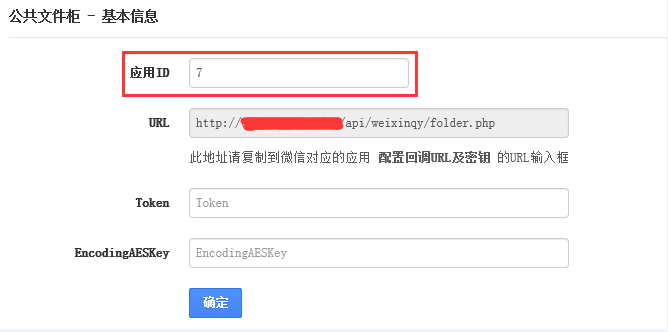 公共文件柜 - 基本信息
应用ID 7
URL http:// /api/weixinqy/folder.php
此地址请复制到微信对应的应用 配置回调URL及密钥 的URL输入框
Token Token
EncodingAESKey EncodingAESKey
确定